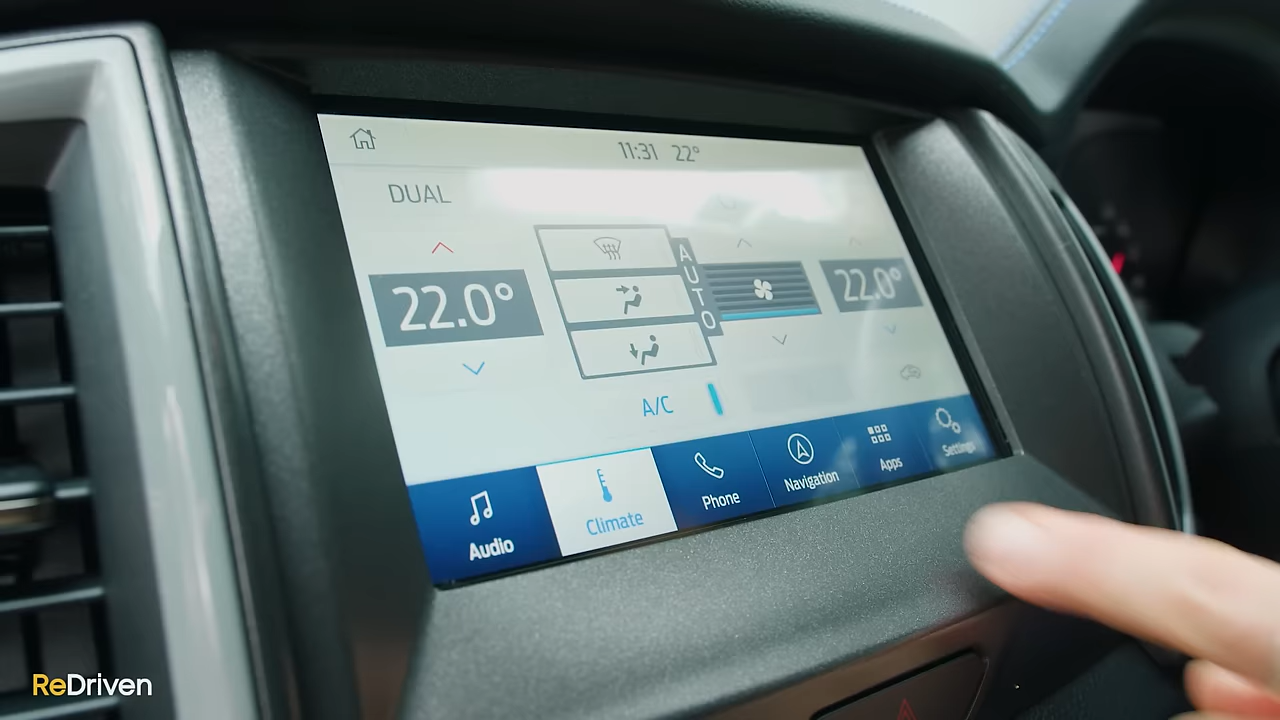 11:31 22°
DUAL
22.0°
AUTO
22.0°
A/C
Audio
Climate
Phone
Navigation
Apps
Settings
ReDriven